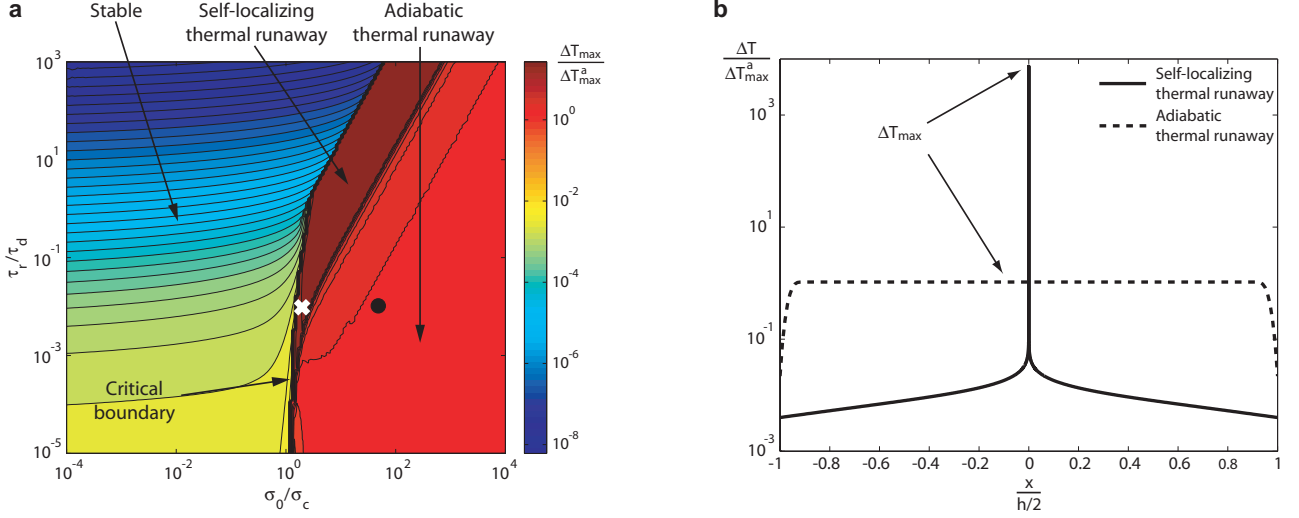 a
Stable
Self-localizing
thermal runaway
Adiabatic
thermal runaway
ΔT_max
ΔT^a_max
10^3
10^1
10^-1
10^-3
10^-5
τ_r/τ_d
Critical
boundary
10^-4
10^-2
10^0
10^2
10^4
σ_0/σ_c
10^0
10^-2
10^-4
10^-6
10^-8
b
ΔT
ΔT^a_max
10^3
10^1
10^-1
10^-3
ΔT_max
Self-localizing
thermal runaway
Adiabatic
thermal runaway
-1 -0.8 -0.6 -0.4 -0.2 0 0.2 0.4 0.6 0.8 1
x
h/2